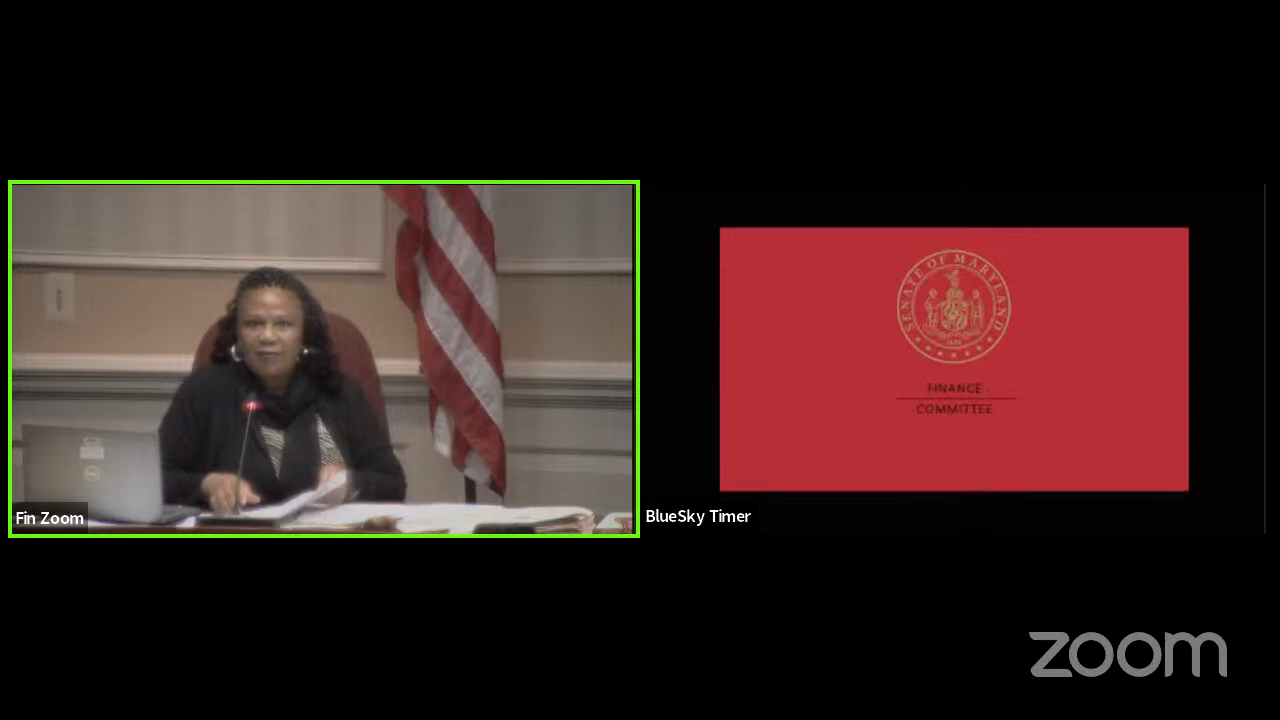 SENATE OF MARYLAND
FINANCE
COMMITTEE
Fin Zoom
BlueSky Timer
zoom